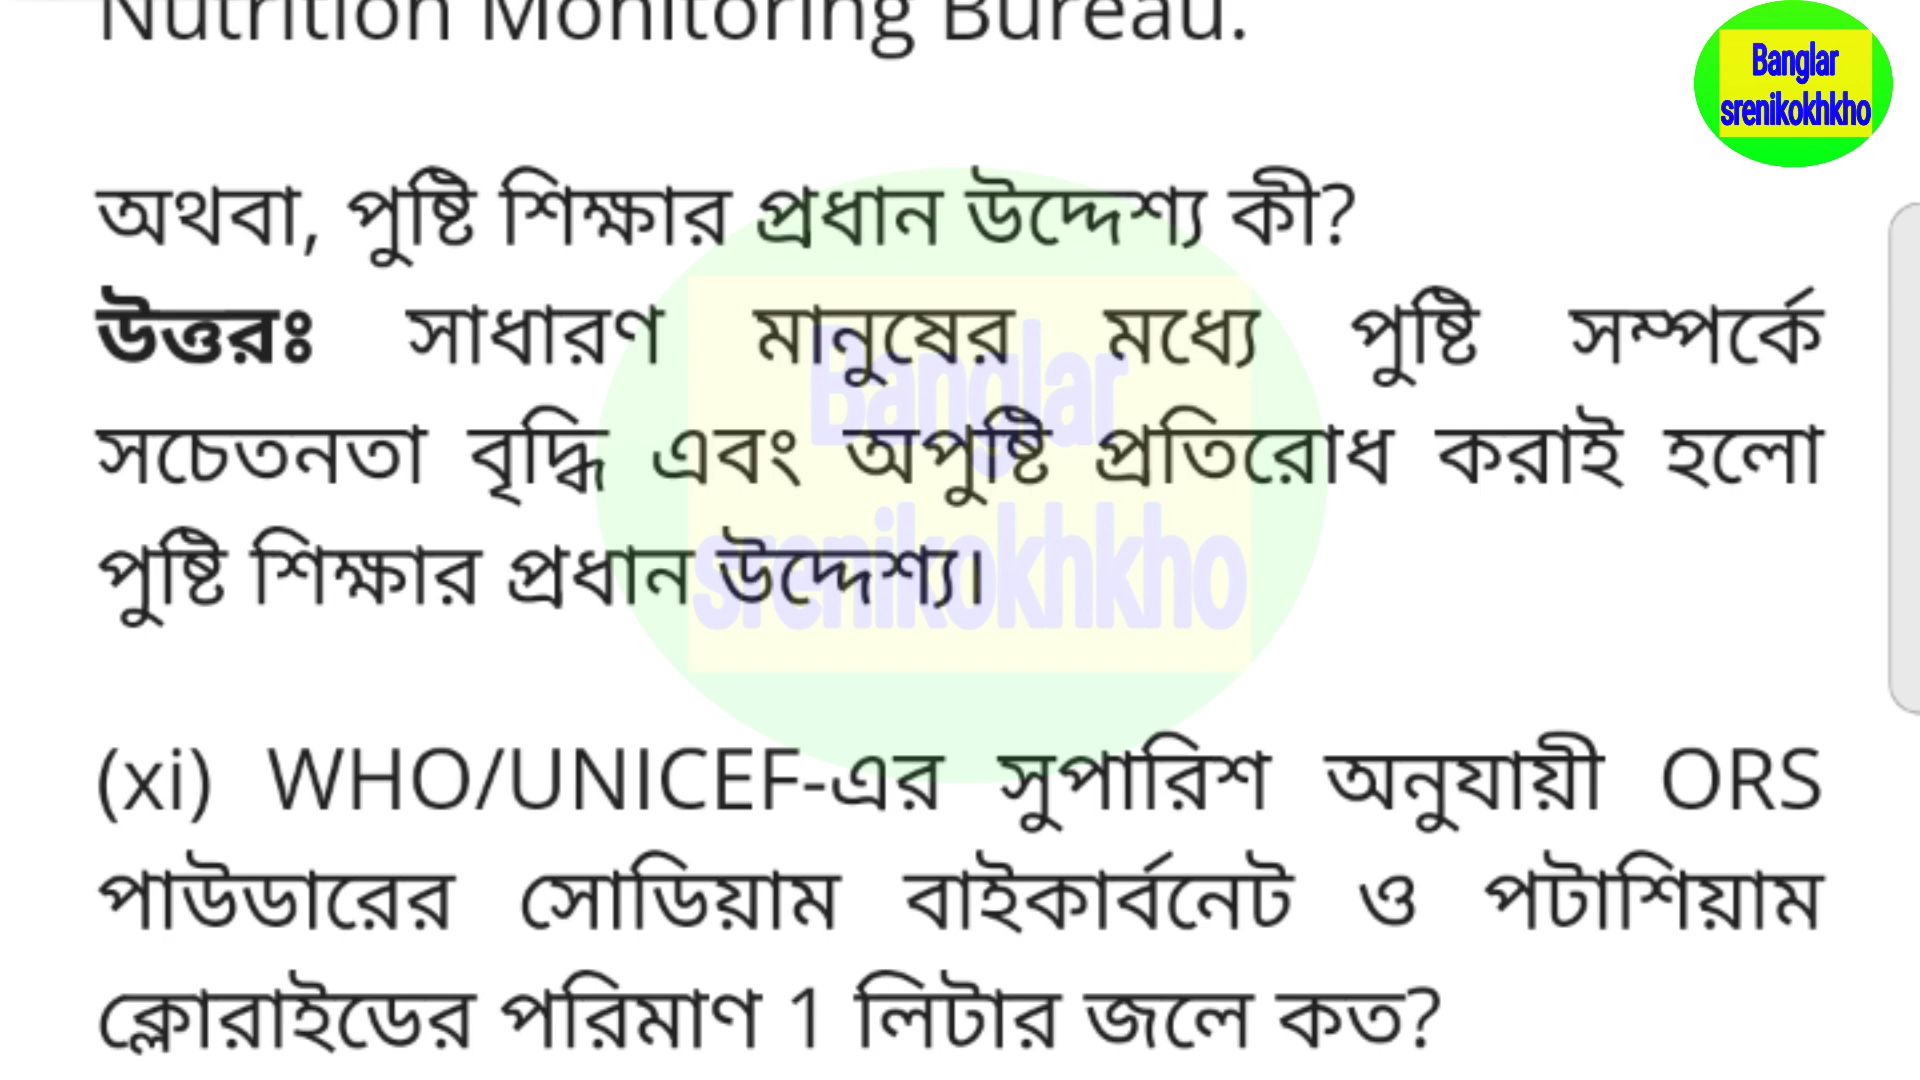 Nutrition Monitoring Bureau.
Banglar
srenikokhkho
অথবা, পুষ্টি শিক্ষার প্রধান উদ্দেশ্য কী?
উত্তরঃ সাধারণ মানুষের মধ্যে পুষ্টি সম্পর্কে
সচেতনতা বৃদ্ধি এবং অপুষ্টি প্রতিরোধ করাই হলো
পুষ্টি শিক্ষার প্রধান উদ্দেশ্য।
Banglar
srenikokhkho
(xi) WHO/UNICEF-এর সুপারিশ অনুযায়ী ORS
পাউডারের সোডিয়াম বাইকার্বনেট ও পটাশিয়াম
ক্লোরাইডের পরিমাণ 1 লিটার জলে কত?